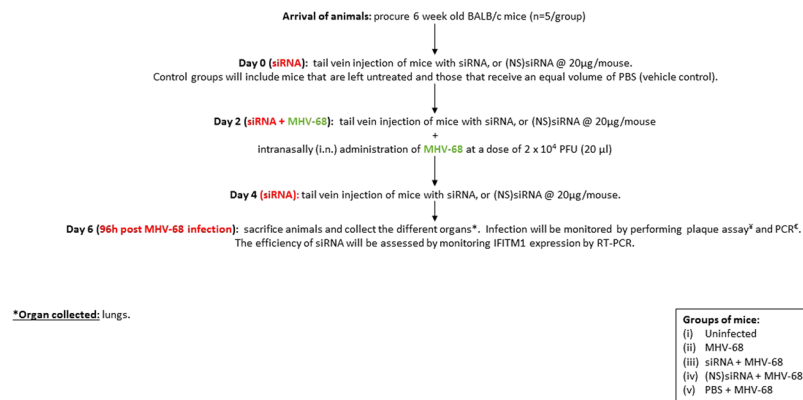 Arrival of animals: procure 6 week old BALB/c mice (n=5/group)
Day 0 (siRNA): tail vein injection of mice with siRNA, or (NS)siRNA @ 20µg/mouse.
Control groups will include mice that are left untreated and those that receive an equal volume of PBS (vehicle control).
Day 2 (siRNA + MHV-68): tail vein injection of mice with siRNA, or (NS)siRNA @ 20µg/mouse
+
intranasally (i.n.) administration of MHV-68 at a dose of 2 x 10⁴ PFU (20 µl)
Day 4 (siRNA): tail vein injection of mice with siRNA, or (NS)siRNA @ 20µg/mouse.
Day 6 (96h post MHV-68 infection): sacrifice animals and collect the different organs*. Infection will be monitored by performing plaque assay¥ and PCR€.
The efficiency of siRNA will be assessed by monitoring IFITM1 expression by RT-PCR.
*Organ collected: lungs.
Groups of mice:
(i) Uninfected
(ii) MHV-68
(iii) siRNA + MHV-68
(iv) (NS)siRNA + MHV-68
(v) PBS + MHV-68